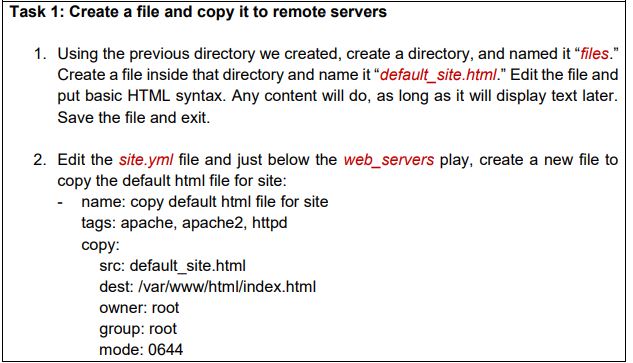 Task 1: Create a file and copy it to remote servers
1. Using the previous directory we created, create a directory, and named it “files.”
Create a file inside that directory and name it “default_site.html.” Edit the file and
put basic HTML syntax. Any content will do, as long as it will display text later.
Save the file and exit.
2. Edit the site.yml file and just below the web_servers play, create a new file to
copy the default html file for site:
- name: copy default html file for site
tags: apache, apache2, httpd
copy:
src: default_site.html
dest: /var/www/html/index.html
owner: root
group: root
mode: 0644